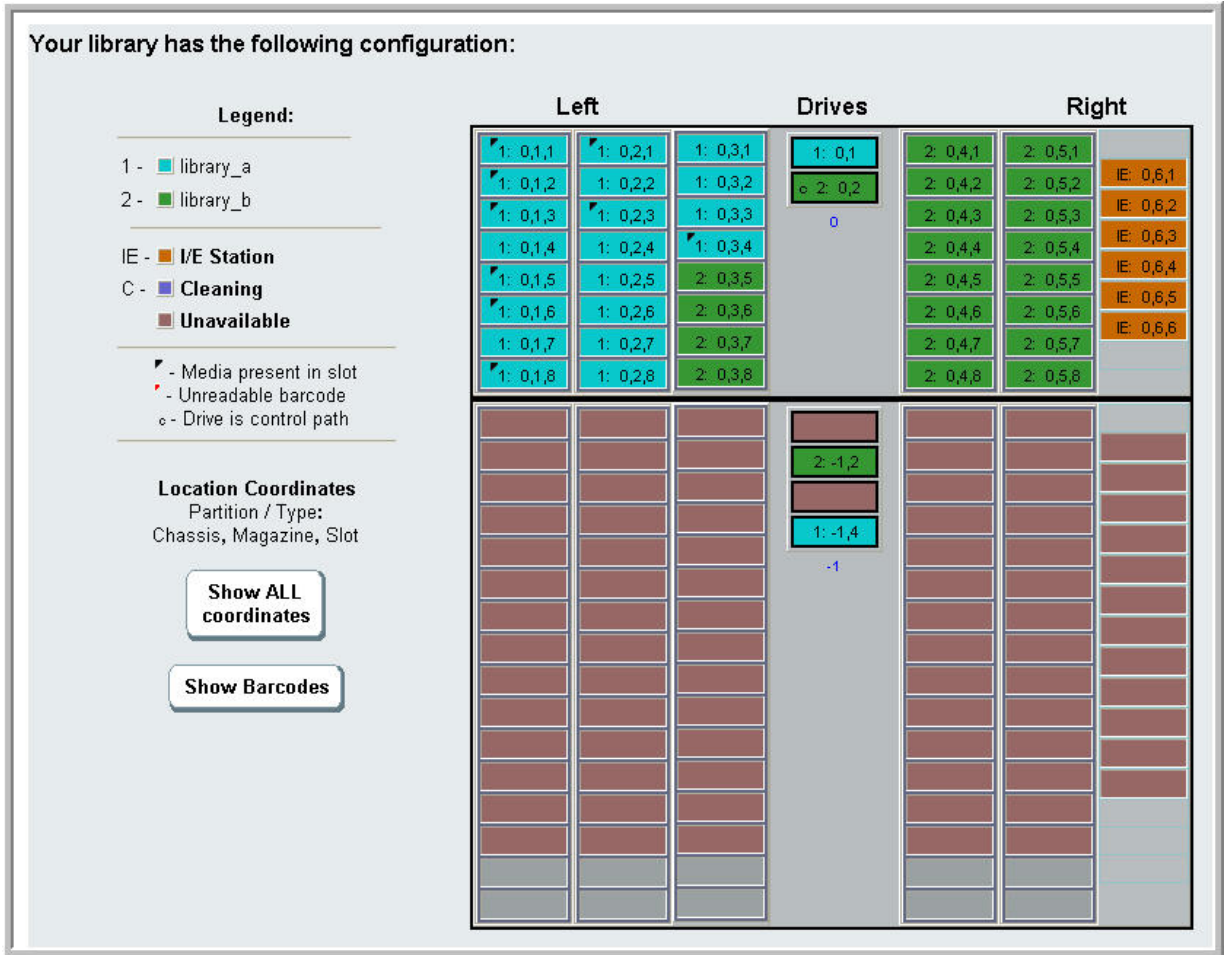 Your library has the following configuration:
Legend:
1 - library_a
2 - library_b
IE - I/E Station
C - Cleaning
Unavailable
- Media present in slot
- Unreadable barcode
c - Drive is control path
Location Coordinates
Partition / Type:
Chassis, Magazine, Slot
Show ALL
coordinates
Show Barcodes
Left Drives Right
1: 0,1,1 1: 0,2,1 1: 0,3,1 1: 0,1 2: 0,4,1 2: 0,5,1
IE: 0,6,1
1: 0,1,2 1: 0,2,2 1: 0,3,2 c 2: 0,2 2: 0,4,2 2: 0,5,2
IE: 0,6,2
1: 0,1,3 1: 0,2,3 1: 0,3,3 0 2: 0,4,3 2: 0,5,3
IE: 0,6,3
1: 0,1,4 1: 0,2,4 1: 0,3,4 2: 0,4,4 2: 0,5,4
IE: 0,6,4
1: 0,1,5 1: 0,2,5 2: 0,3,5 2: 0,4,5 2: 0,5,5
IE: 0,6,5
1: 0,1,6 1: 0,2,6 2: 0,3,6 2: 0,4,6 2: 0,5,6
IE: 0,6,6
1: 0,1,7 1: 0,2,7 2: 0,3,7 2: 0,4,7 2: 0,5,7
1: 0,1,8 1: 0,2,8 2: 0,3,8 2: 0,4,8 2: 0,5,8
2: -1,2
1: -1,4
-1